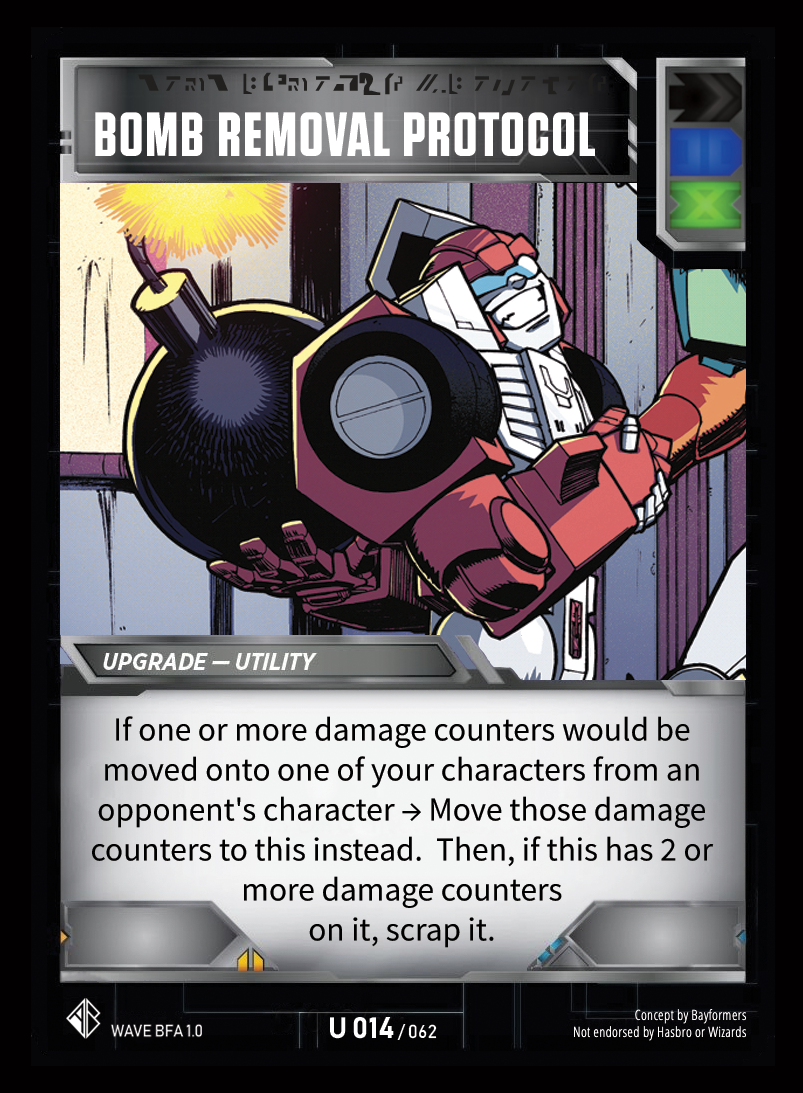 BOMB REMOVAL PROTOCOL
UPGRADE — UTILITY
If one or more damage counters would be
moved onto one of your characters from an
opponent's character → Move those damage
counters to this instead.  Then, if this has 2 or
more damage counters
on it, scrap it.
WAVE BFA 1.0
U 014/062
Concept by Bayformers
Not endorsed by Hasbro or Wizards